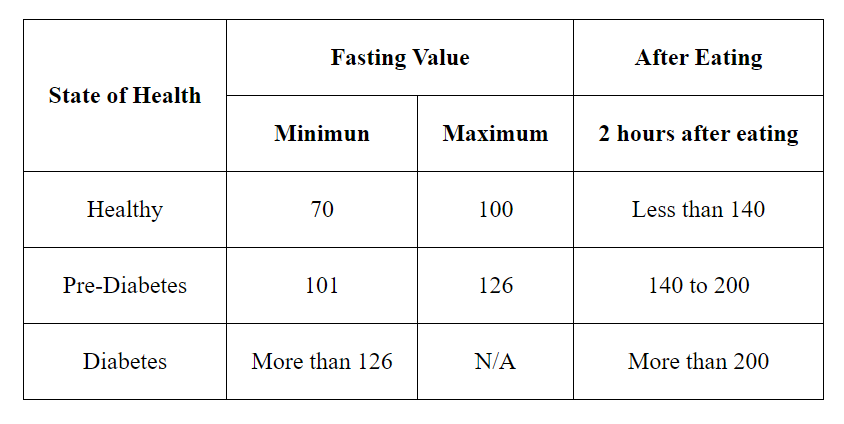 Fasting Value After Eating
State of Health
Minimun Maximum 2 hours after eating
Healthy 70 100 Less than 140
Pre-Diabetes 101 126 140 to 200
Diabetes More than 126 N/A More than 200